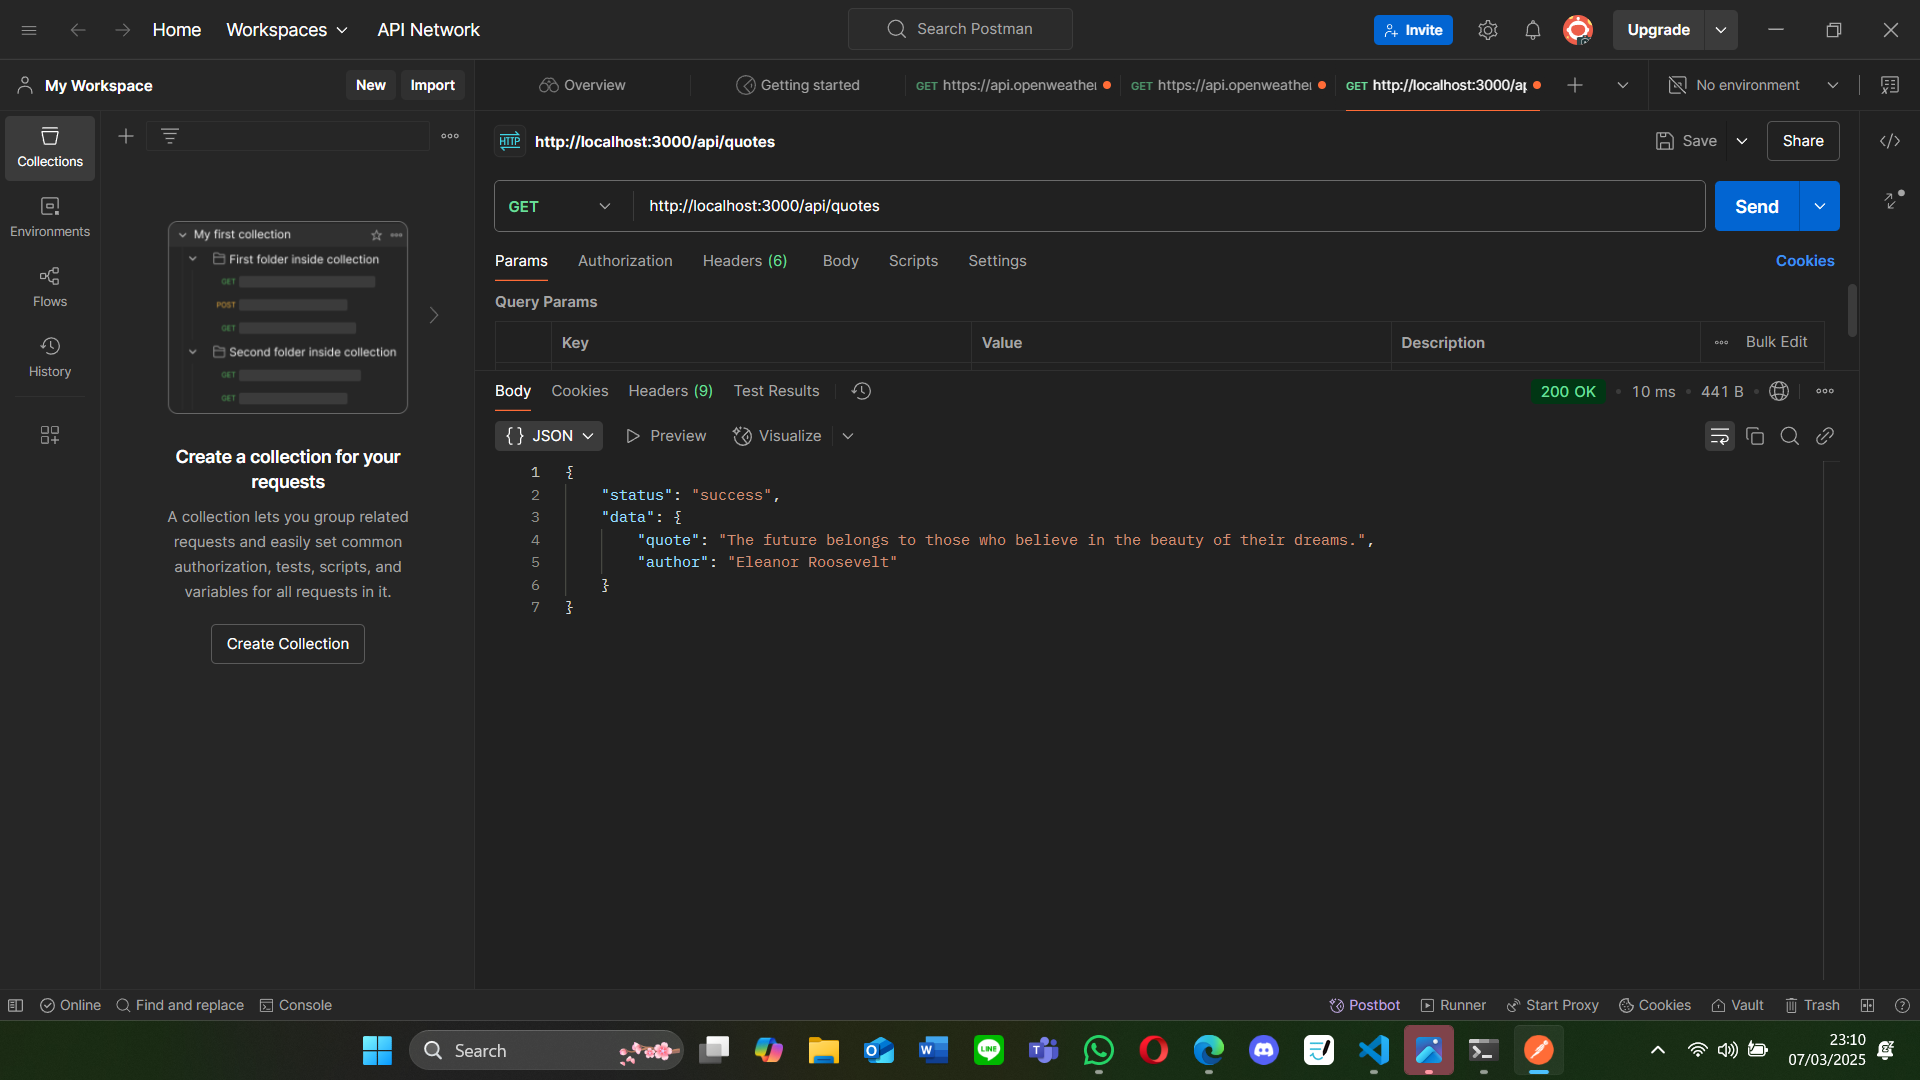 Home Workspaces API Network Search Postman Invite Upgrade
My Workspace New Import Overview Getting started GET https://api.openweather GET https://api.openweather GET http://localhost:3000/ap No environment
Collections
Environments
Flows
History
My first collection
First folder inside collection
GET
POST
GET
Second folder inside collection
GET
GET
Create a collection for your
requests
A collection lets you group related
requests and easily set common
authorization, tests, scripts, and
variables for all requests in it.
Create Collection
HTTP http://localhost:3000/api/quotes Save Share
GET http://localhost:3000/api/quotes Send
Params Authorization Headers (6) Body Scripts Settings Cookies
Query Params
Key Value Description Bulk Edit
Body Cookies Headers (9) Test Results 200 OK 10 ms 441 B
{} JSON Preview Visualize
1 {
2 "status": "success",
3 "data": {
4 "quote": "The future belongs to those who believe in the beauty of their dreams.",
5 "author": "Eleanor Roosevelt"
6 }
7 }
Online Find and replace Console Postbot Runner Start Proxy Cookies Vault Trash
Search LINE 23:10
07/03/2025